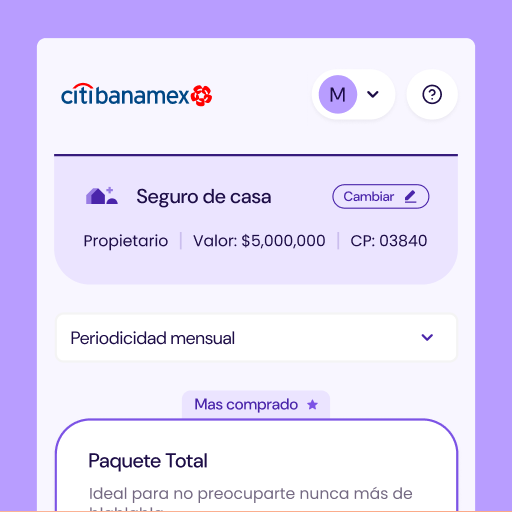 citibanamex
M
?
Seguro de casa
Cambiar
Propietario
Valor: $5,000,000
CP: 03840
Periodicidad mensual
Mas comprado
Paquete Total
Ideal para no preocuparte nunca más de